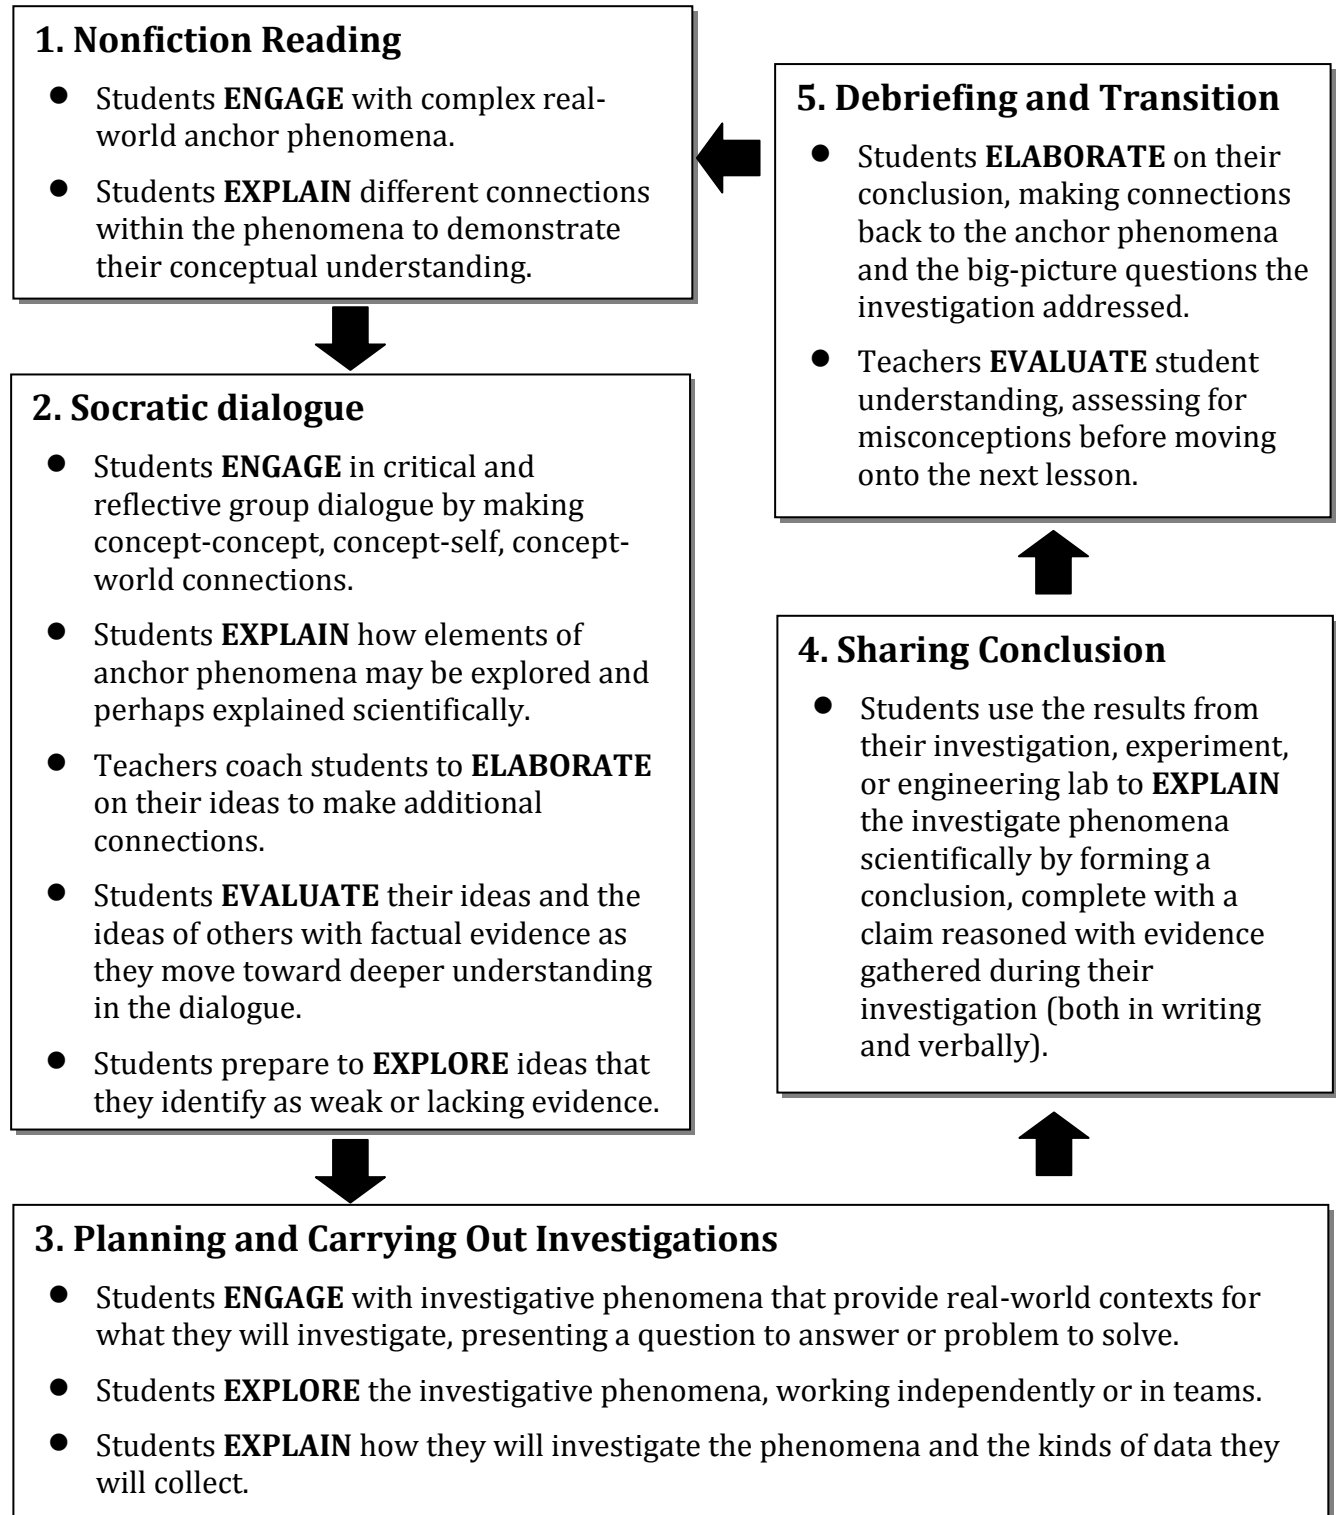 1. Nonfiction Reading
● Students ENGAGE with complex real-
world anchor phenomena.
● Students EXPLAIN different connections
within the phenomena to demonstrate
their conceptual understanding.
2. Socratic dialogue
● Students ENGAGE in critical and
reflective group dialogue by making
concept-concept, concept-self, concept-
world connections.
● Students EXPLAIN how elements of
anchor phenomena may be explored and
perhaps explained scientifically.
● Teachers coach students to ELABORATE
on their ideas to make additional
connections.
● Students EVALUATE their ideas and the
ideas of others with factual evidence as
they move toward deeper understanding
in the dialogue.
● Students prepare to EXPLORE ideas that
they identify as weak or lacking evidence.
3. Planning and Carrying Out Investigations
● Students ENGAGE with investigative phenomena that provide real-world contexts for
what they will investigate, presenting a question to answer or problem to solve.
● Students EXPLORE the investigative phenomena, working independently or in teams.
● Students EXPLAIN how they will investigate the phenomena and the kinds of data they
will collect.
4. Sharing Conclusion
● Students use the results from
their investigation, experiment,
or engineering lab to EXPLAIN
the investigate phenomena
scientifically by forming a
conclusion, complete with a
claim reasoned with evidence
gathered during their
investigation (both in writing
and verbally).
5. Debriefing and Transition
● Students ELABORATE on their
conclusion, making connections
back to the anchor phenomena
and the big-picture questions the
investigation addressed.
● Teachers EVALUATE student
understanding, assessing for
misconceptions before moving
onto the next lesson.